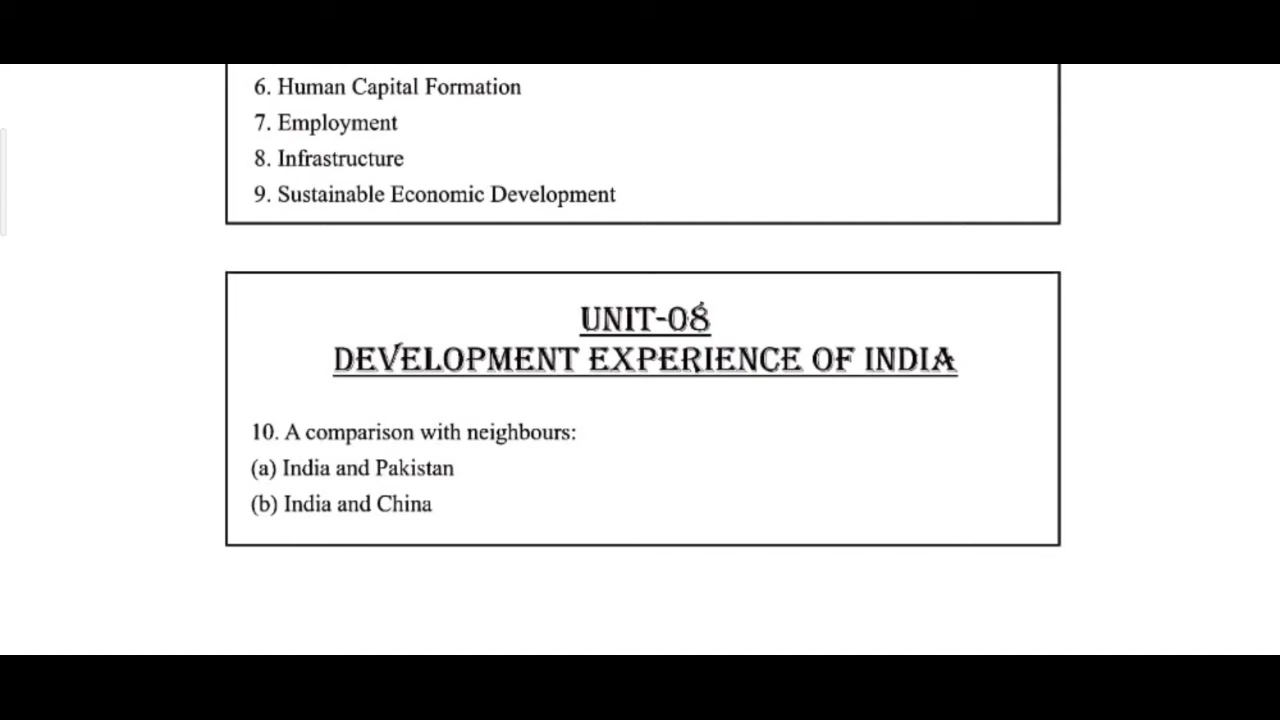 6. Human Capital Formation
7. Employment
8. Infrastructure
9. Sustainable Economic Development
UNIT-08
DEVELOPMENT EXPERIENCE OF INDIA
10. A comparison with neighbours:
(a) India and Pakistan
(b) India and China